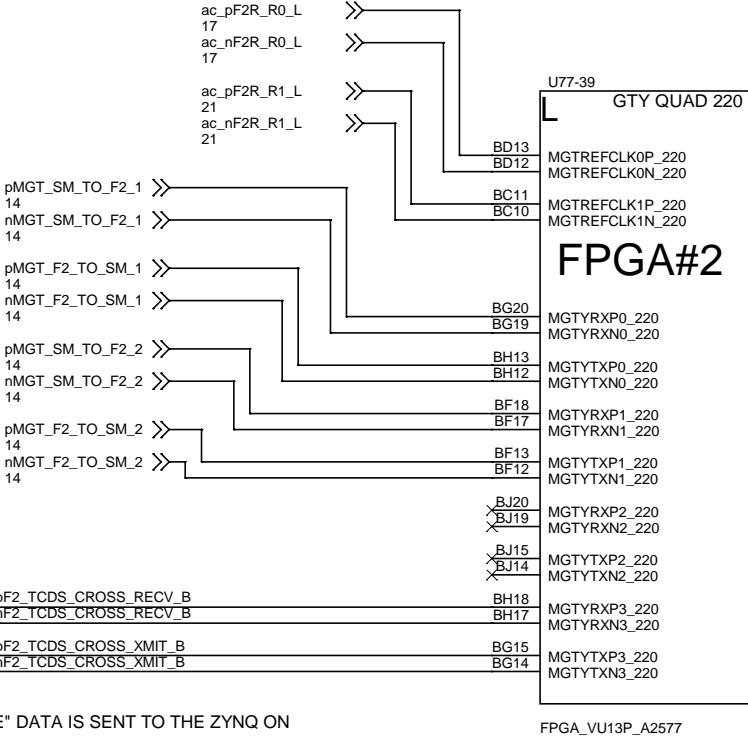 ac_pF2R_R0_L
17
ac_nF2R_R0_L
17
ac_pF2R_R1_L
21
ac_nF2R_R1_L
21
pMGT_SM_TO_F2_1
14
nMGT_SM_TO_F2_1
14
pMGT_F2_TO_SM_1
14
nMGT_F2_TO_SM_1
14
pMGT_SM_TO_F2_2
14
nMGT_SM_TO_F2_2
14
pMGT_F2_TO_SM_2
14
nMGT_F2_TO_SM_2
14
pF2_TCDS_CROSS_RECV_B
nF2_TCDS_CROSS_RECV_B
pF2_TCDS_CROSS_XMIT_B
nF2_TCDS_CROSS_XMIT_B
U77-39
L GTY QUAD 220
BD13 MGTREFCLK0P_220
BD12 MGTREFCLK0N_220
BC11 MGTREFCLK1P_220
BC10 MGTREFCLK1N_220
FPGA#2
BG20 MGTYRXP0_220
BG19 MGTYRXN0_220
BH13 MGTYTXP0_220
BH12 MGTYTXN0_220
BF18 MGTYRXP1_220
BF17 MGTYRXN1_220
BF13 MGTYTXP1_220
BF12 MGTYTXN1_220
BJ20 MGTYRXP2_220
BJ19 MGTYRXN2_220
BJ15 MGTYTXP2_220
BJ14 MGTYTXN2_220
BH18 MGTYRXP3_220
BH17 MGTYRXN3_220
BG15 MGTYTXP3_220
BG14 MGTYTXN3_220
E" DATA IS SENT TO THE ZYNQ ON
FPGA_VU13P_A2577